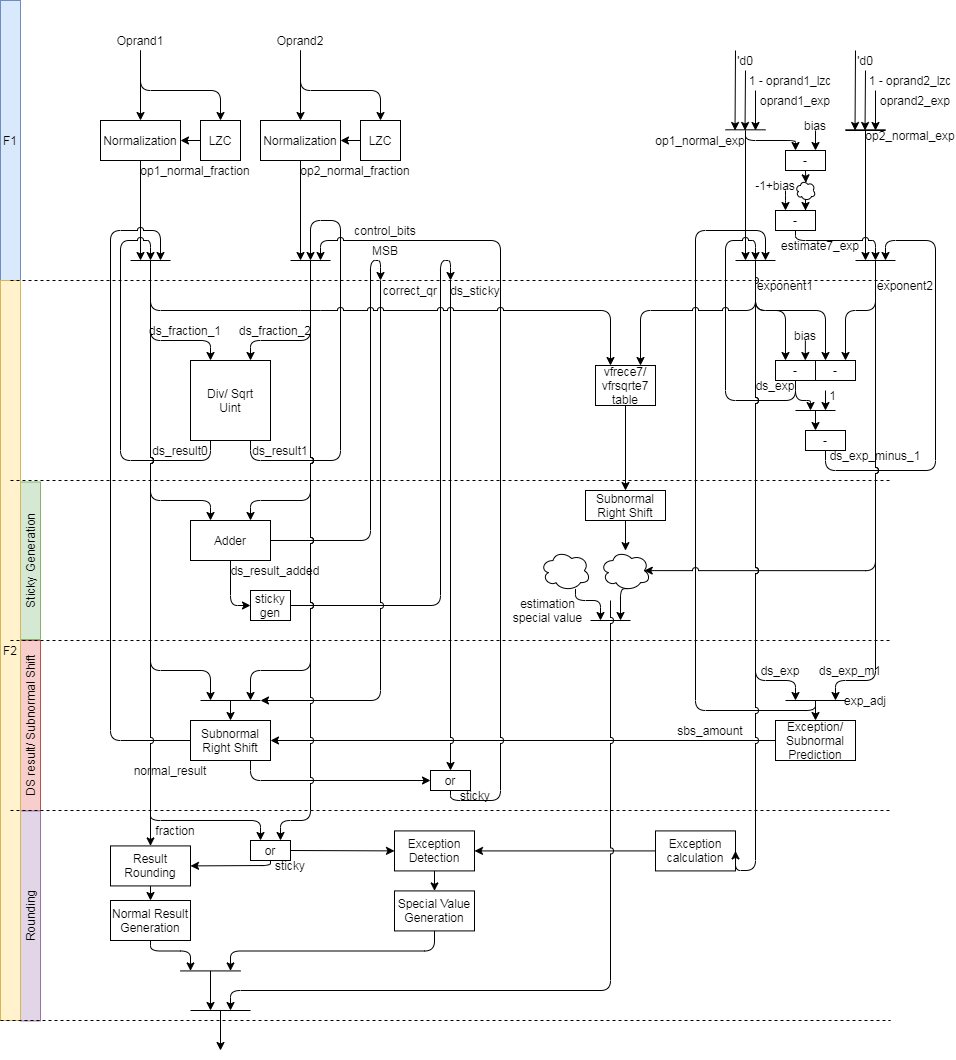 Oprand1
Oprand2
'd0
'd0
1 - oprand1_lzc
1 - oprand2_lzc
oprand1_exp
oprand2_exp
F1
Normalization
LZC
Normalization
LZC
bias
op1_normal_exp
op2_normal_exp
op1_normal_fraction
op2_normal_fraction
-
-1+bias
-
control_bits
estimate7_exp
MSB
correct_qr
ds_sticky
exponent1
exponent2
ds_fraction_1
ds_fraction_2
bias
vfrece7/
vfrsqrte7
table
-
-
ds_exp
1
Div/ Sqrt
Uint
-
ds_result0
ds_result1
ds_exp_minus_1
Subnormal
Right Shift
Sticky Generation
Adder
ds_result_added
sticky
gen
estimation
special value
F2
DS result/ Subnormal Shift
ds_exp
ds_exp_m1
exp_adj
Subnormal
Right Shift
sbs_amount
Exception/
Subnormal
Prediction
normal_result
or
sticky
Rounding
fraction
or
sticky
Exception
Detection
Exception
calculation
Result
Rounding
Normal Result
Generation
Special Value
Generation